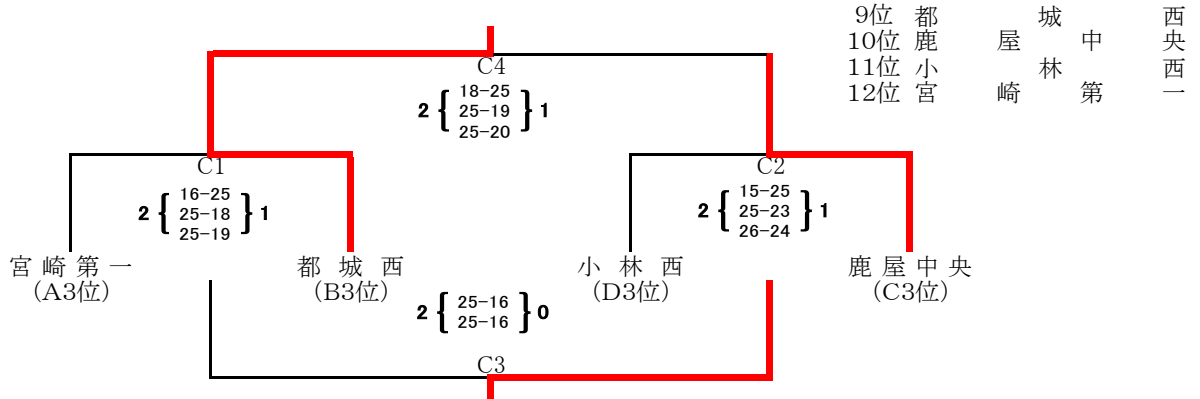 9位 都 城 西
10位 鹿 屋 中 央
11位 小 林 西
12位 宮 崎 第 一
C4
2 { 18-25 25-19 25-20 } 1
C1
2 { 16-25 25-18 25-19 } 1
C2
2 { 15-25 25-23 26-24 } 1
宮崎第一
(A3位)
都城西
(B3位)
小林西
(D3位)
鹿屋中央
(C3位)
2 { 25-16 25-16 } 0
C3